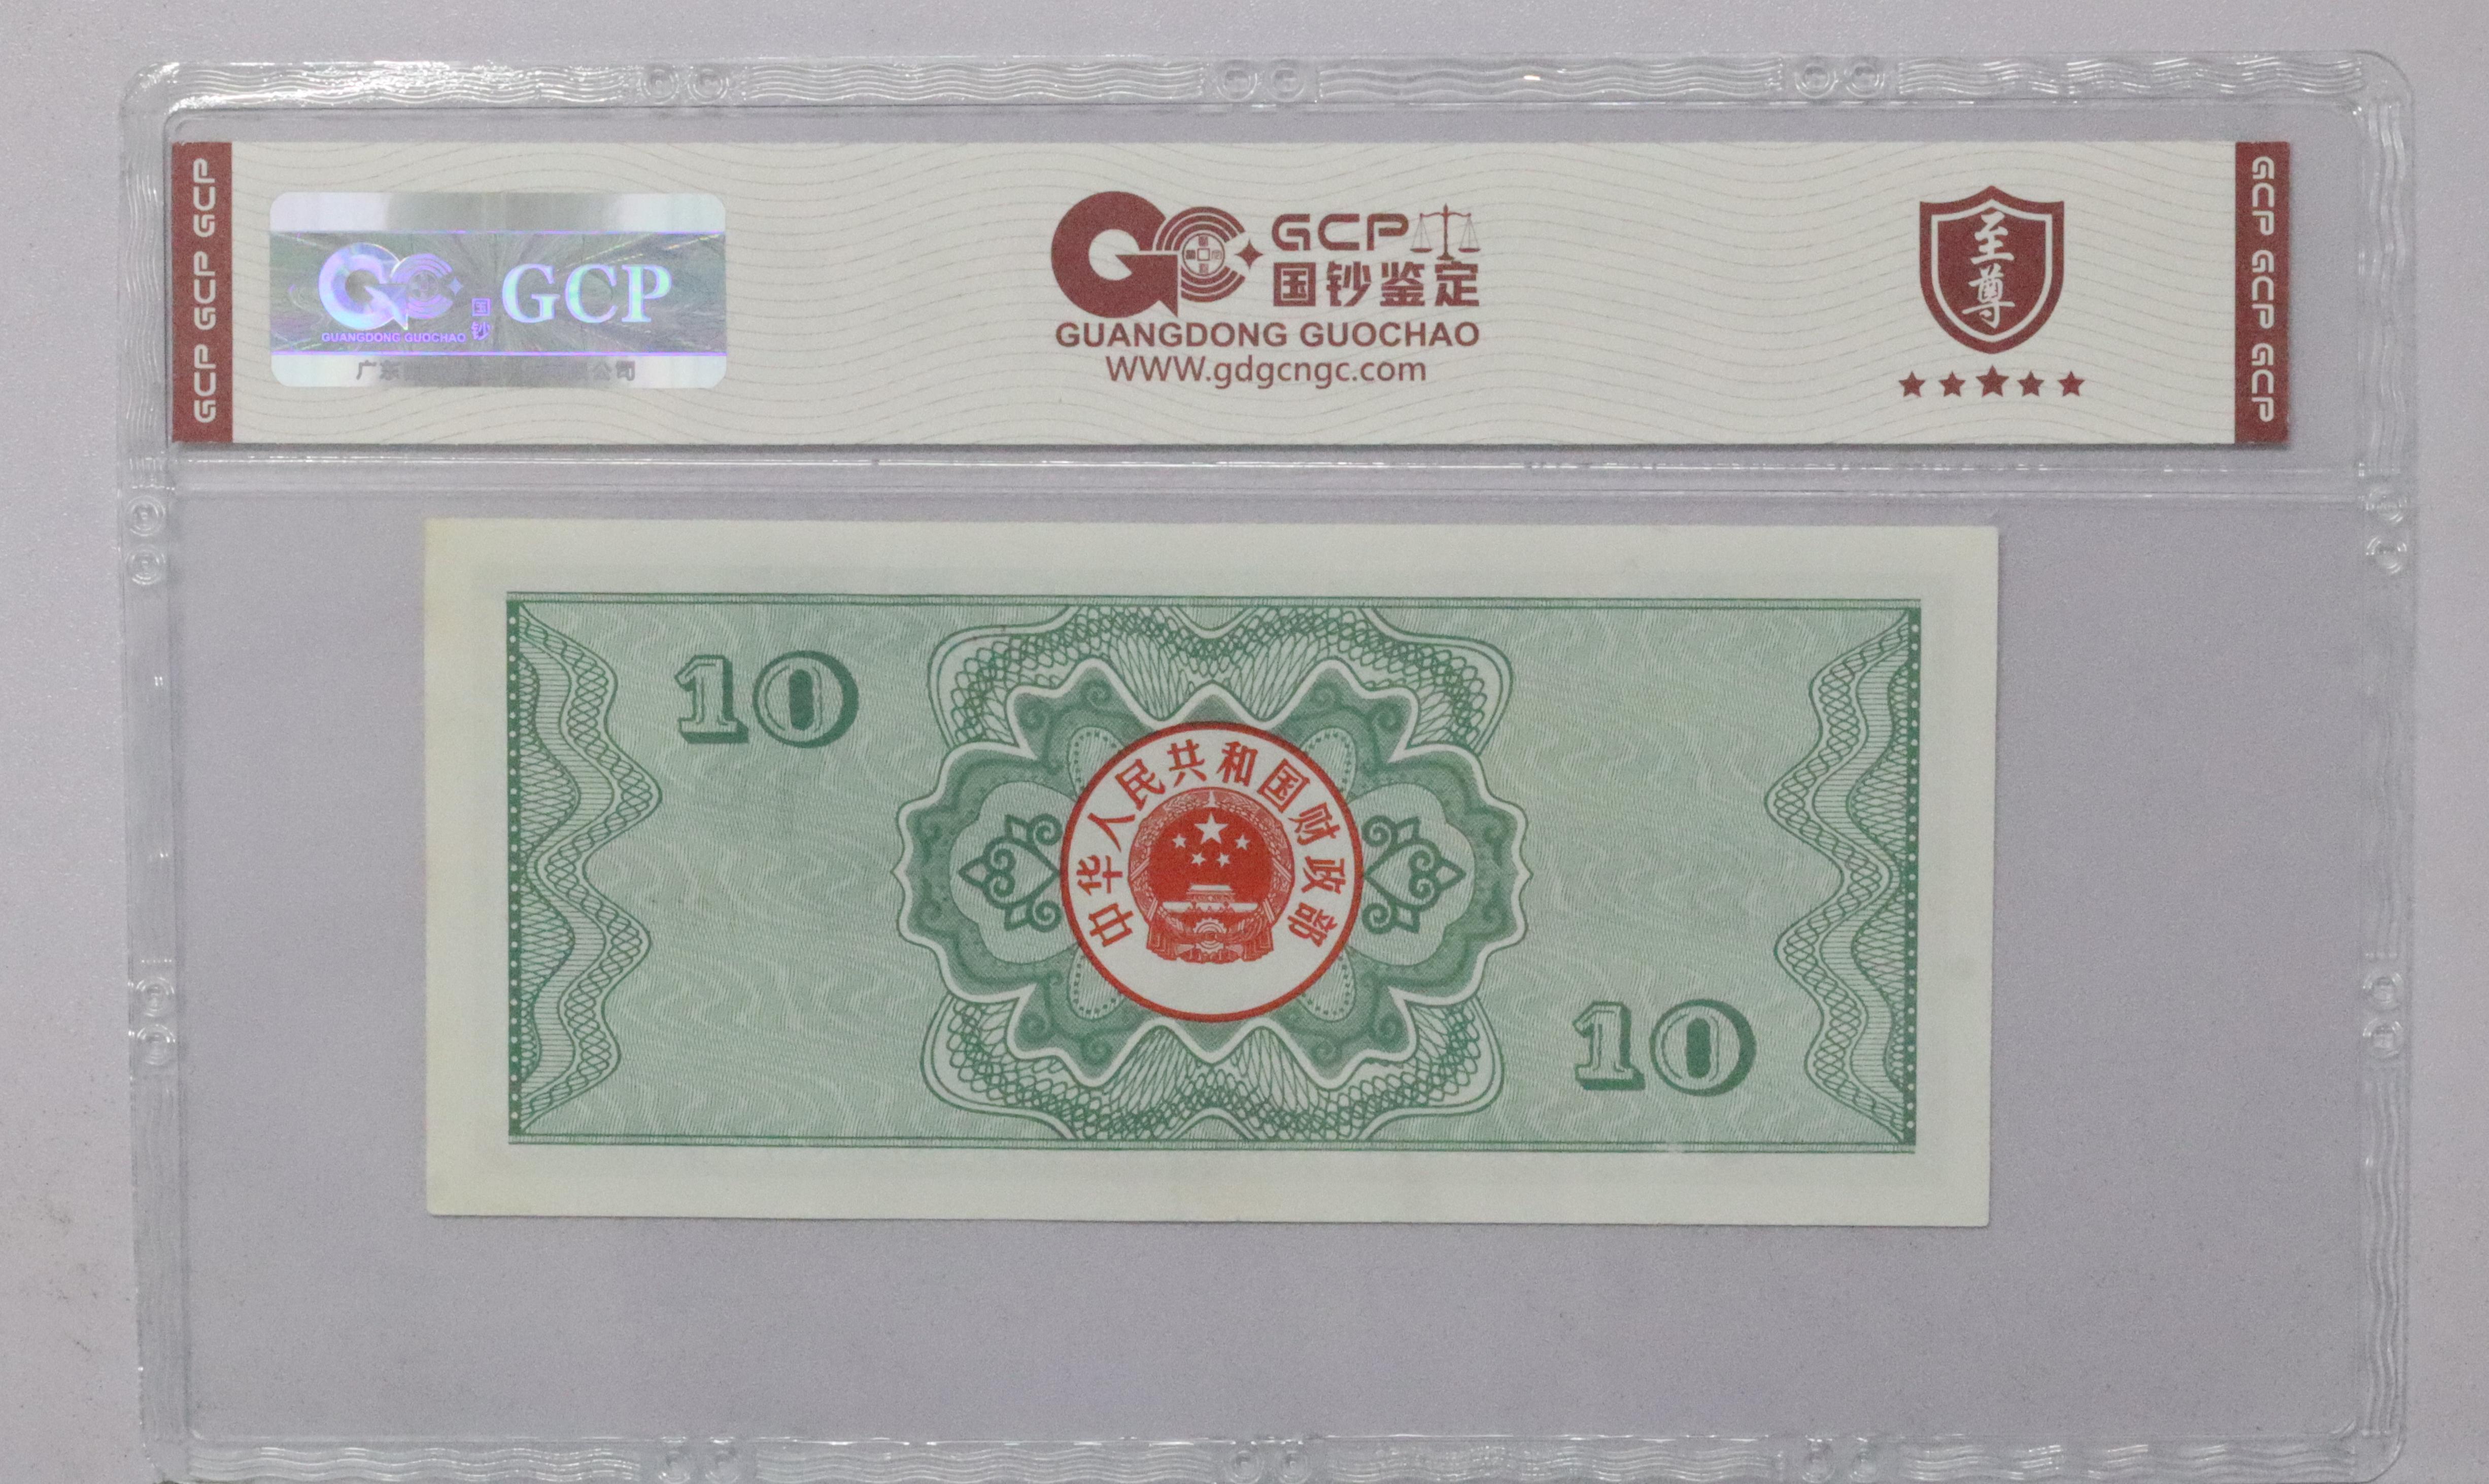 GCP GCP GCP
GUANGDONG GUOCHAO
国钞
GCP
广东
公司
GCP
国钞鉴定
GUANGDONG GUOCHAO
WWW.gdgcngc.com
至尊
GCP GCP GCP
10
中华人民共和国财政部
10